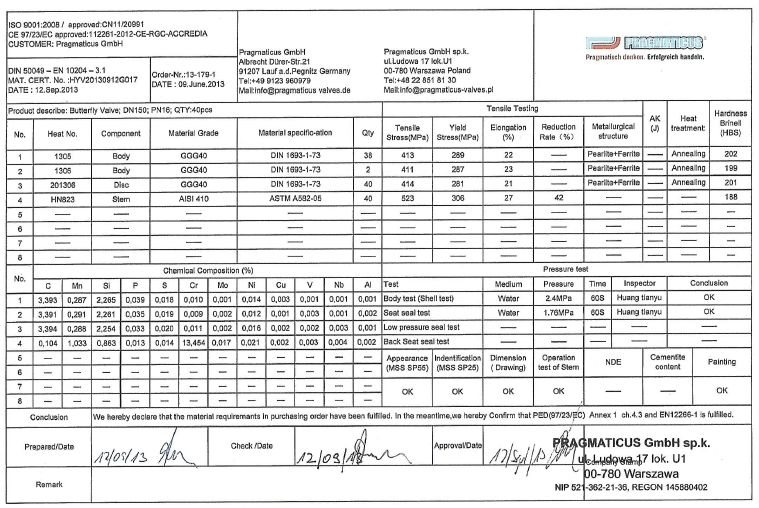 ISO 9001:2008 / approved:CN11/20991
CE 97/23/EC approved:112261-2012-CE-RGC-ACCREDIA
CUSTOMER: Pragmaticus GmbH
DIN 50049 — EN 10204 — 3.1
MAT. CERT. No. :HYV20130912G017
DATE : 12.Sep.2013
Order-Nr.:13-179-1
DATE : 09.June.2013
Pragmaticus GmbH
Albrecht Dürer-Str.21
91207 Lauf a.d.Pegnitz Germany
Tel:+49 9123 960979
Mail:info@pragmaticus valves.de
Pragmaticus GmbH sp.k.
ul.Ludowa 17 lok.U1
00-780 Warszawa Poland
Tel:+48 22 851 81 30
Mail:info@pragmaticus-valves.pl
PRAGMATICUS
Pragmatisch denken. Erfolgreich handeln.
Product describe: Butterfly Valve; DN150; PN16; QTY:40pcs
Tensile Testing
No. Heat No. Component Material Grade Material specification Qty Tensile Stress(MPa) Yield Stress(MPa) Elongation (%) Reduction Rate (%) Metallurgical structure AK (J) Heat treatment: Hardness Brinell (HBS)
1 1305 Body GGG40 DIN 1693-1-73 38 413 289 22 — Pearlite+Ferrite — Annealing 202
2 1305 Body GGG40 DIN 1693-1-73 2 411 287 23 — Pearlite+Ferrite — Annealing 199
3 201306 Disc GGG40 DIN 1693-1-73 40 414 281 21 — Pearlite+Ferrite — Annealing 201
4 HN823 Stem AISI 410 ASTM A582-05 40 523 306 27 42 — — — 188
5 — — — — — — — — — — — — —
6 — — — — — — — — — — — — —
7 — — — — — — — — — — — — —
8 — — — — — — — — — — — — —
No. Chemical Composition (%) Pressure test
C Mn Si P S Cr Mo Ni Cu V Nb Al Test Medium Pressure Time Inspector Conclusion
1 3,393 0,287 2,265 0,039 0,018 0,010 0,001 0,014 0,003 0,001 0,001 0,001 Body test (Shell test) Water 2.4MPa 60S Huang tianyu OK
2 3,391 0,291 2,261 0,035 0,019 0,009 0,002 0,012 0,001 0,003 0,001 0,002 Seat seal test Water 1.76MPa 60S Huang tianyu OK
3 3,394 0,288 2,254 0,033 0,020 0,011 0,002 0,016 0,002 0,002 0,003 0,001 Low pressure seal test — — — — —
4 0,104 1,033 0,863 0,013 0,014 13,454 0,017 0,021 0,002 0,003 0,004 0,002 Back Seat seal test — — — — —
5 — — — — — — — — — — — —
6 — — — — — — — — — — — —
7 — — — — — — — — — — — —
8 — — — — — — — — — — — —
Appearance (MSS SP55) Indentification (MSS SP25) Dimension ( Drawing) Operation test of Stem NDE Cementite content Painting
OK OK OK OK — — OK
Conclusion We hereby declare that the material requiremants in purchasing order have been fulfilled. In the meantime,we hereby Confirm that PED(97/23/EC) Annex 1 ch.4.3 and EN12266-1 is fulfilled.
Prepared/Date 12/09/13
Check /Date 12/09/13
Approval/Date
Company Stamp
PRAGMATICUS GmbH sp.k.
ul. Ludowa 17 lok. U1
00-780 Warszawa
NIP 521-362-21-36, REGON 145880402
Remark